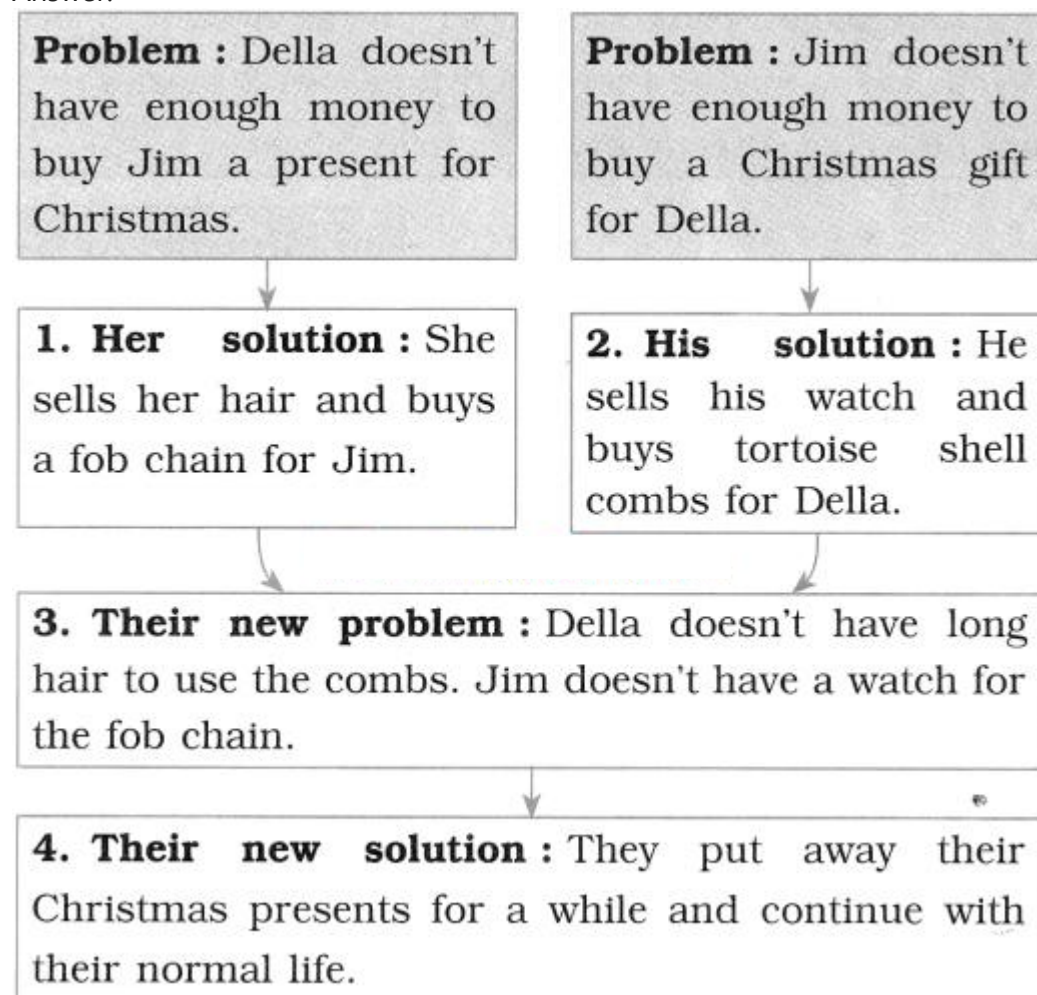 Problem : Della doesn't
have enough money to
buy Jim a present for
Christmas.
Problem : Jim doesn't
have enough money to
buy a Christmas gift
for Della.
1. Her solution : She
sells her hair and buys
a fob chain for Jim.
2. His solution : He
sells his watch and
buys tortoise shell
combs for Della.
3. Their new problem : Della doesn't have long
hair to use the combs. Jim doesn't have a watch for
the fob chain.
4. Their new solution : They put away their
Christmas presents for a while and continue with
their normal life.